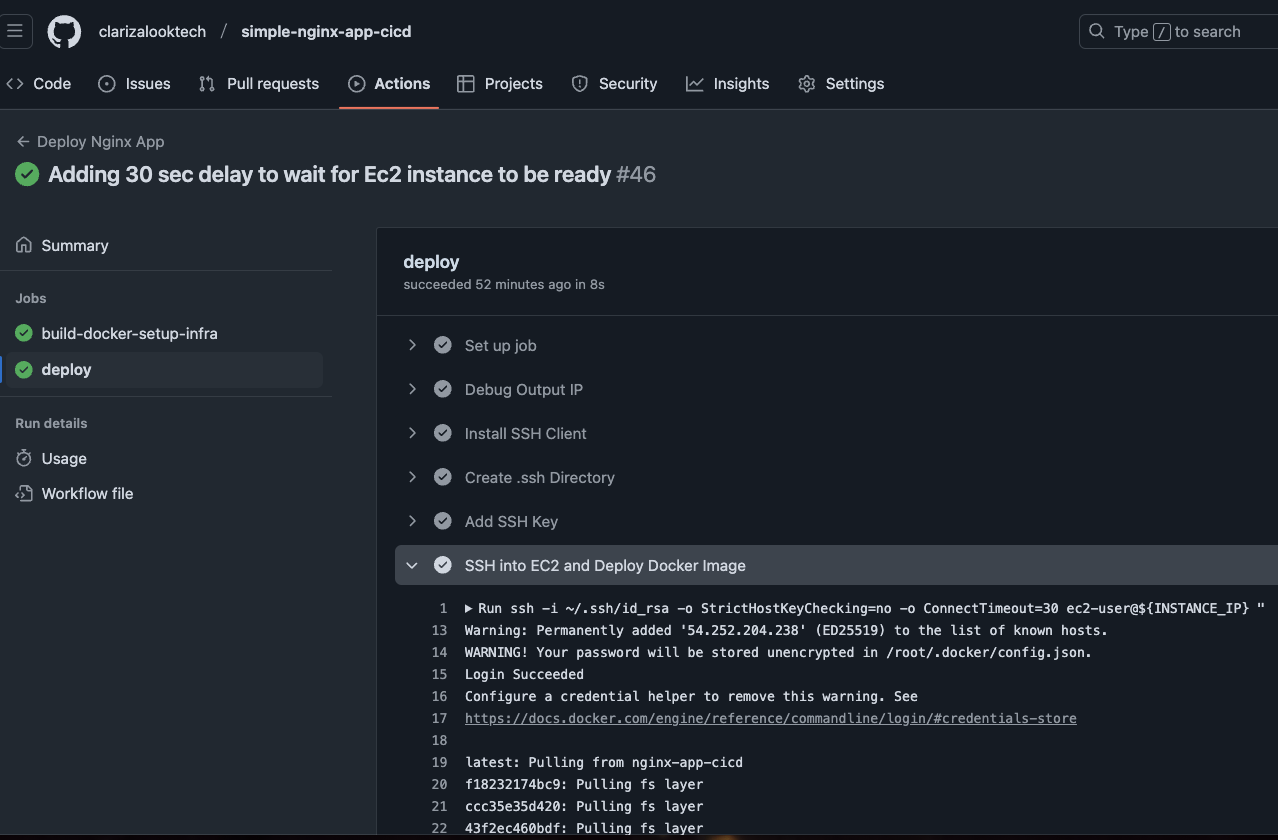 clarizalooktech / simple-nginx-app-cicd
Type / to search
Code Issues Pull requests Actions Projects Security Insights Settings
← Deploy Nginx App
Adding 30 sec delay to wait for Ec2 instance to be ready #46
Summary
Jobs
build-docker-setup-infra
deploy
Run details
Usage
Workflow file
deploy
succeeded 52 minutes ago in 8s
Set up job
Debug Output IP
Install SSH Client
Create .ssh Directory
Add SSH Key
SSH into EC2 and Deploy Docker Image
1 ▶ Run ssh -i ~/.ssh/id_rsa -o StrictHostKeyChecking=no -o ConnectTimeout=30 ec2-user@${INSTANCE_IP} "
13 Warning: Permanently added '54.252.204.238' (ED25519) to the list of known hosts.
14 WARNING! Your password will be stored unencrypted in /root/.docker/config.json.
15 Login Succeeded
16 Configure a credential helper to remove this warning. See
17 https://docs.docker.com/engine/reference/commandline/login/#credentials-store
18
19 latest: Pulling from nginx-app-cicd
20 f18232174bc9: Pulling fs layer
21 ccc35e35d420: Pulling fs layer
22 43f2ec460bdf: Pulling fs layer